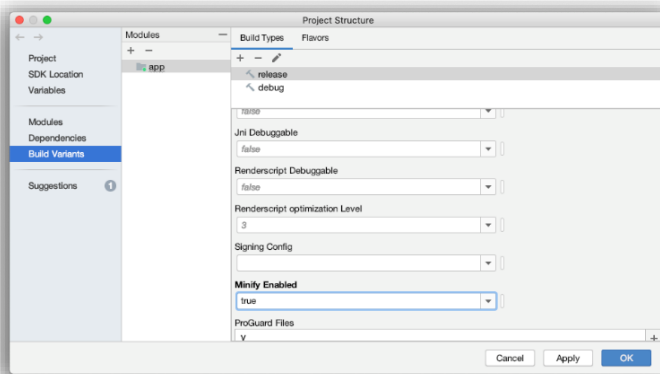 Project Structure
Project
SDK Location
Variables
Modules
Dependencies
Build Variants
Suggestions 1
Modules
app
Build Types Flavors
release
debug
false
Jni Debuggable
false
Renderscript Debuggable
false
Renderscript optimization Level
3
Signing Config
Minify Enabled
true
ProGuard Files
Cancel Apply OK